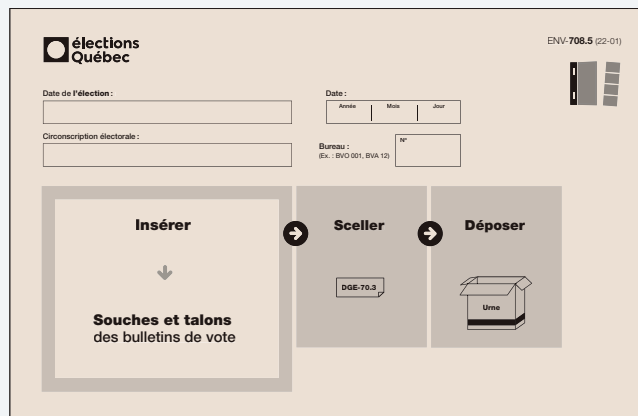 élections
Québec
ENV-708.5 (22-01)
Date de l'élection :
Date :
Année Mois Jour
Circonscription électorale :
Bureau :
(Ex. : BVO 001, BVA 12)
N°
Insérer
Sceller
Déposer
DGE-70.3
Urne
Souches et talons
des bulletins de vote